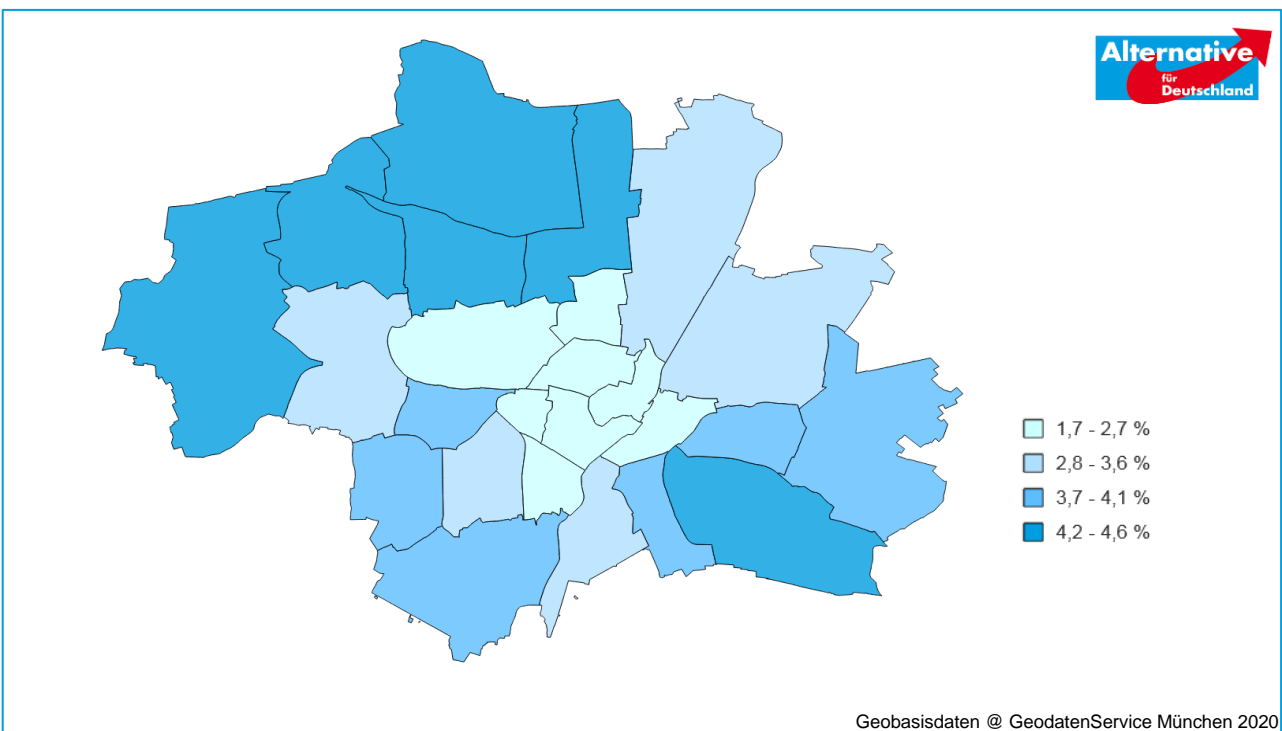 Alternative
für
Deutschland
1,7 - 2,7 %
2,8 - 3,6 %
3,7 - 4,1 %
4,2 - 4,6 %
Geobasisdaten @ GeodatenService München 2020